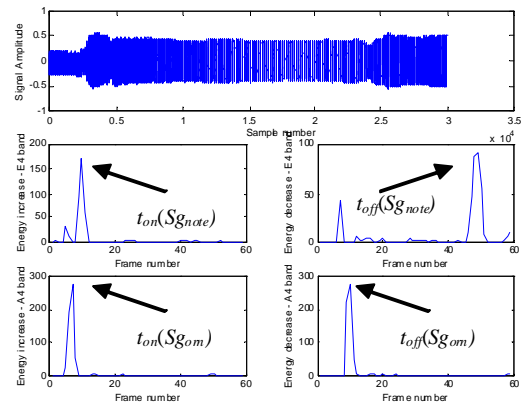 1
0.5
0
-0.5
-1
Signal Amplitude
0 0.5 1 1.5 2 2.5 3 3.5
Sample number
x 10^4
200
150
100
50
0
Energy increase - E4 band
t_on(Sg_note)
0 20 40 60
Frame number
100
50
0
Energy decrease - E4 band
t_off(Sg_note)
0 20 40 60
Frame number
300
200
100
0
Energy increase - A4 band
t_on(Sg_orn)
0 20 40 60
Frame number
300
200
100
0
Energy decrease - A4 band
t_off(Sg_orn)
0 20 40 60
Frame number